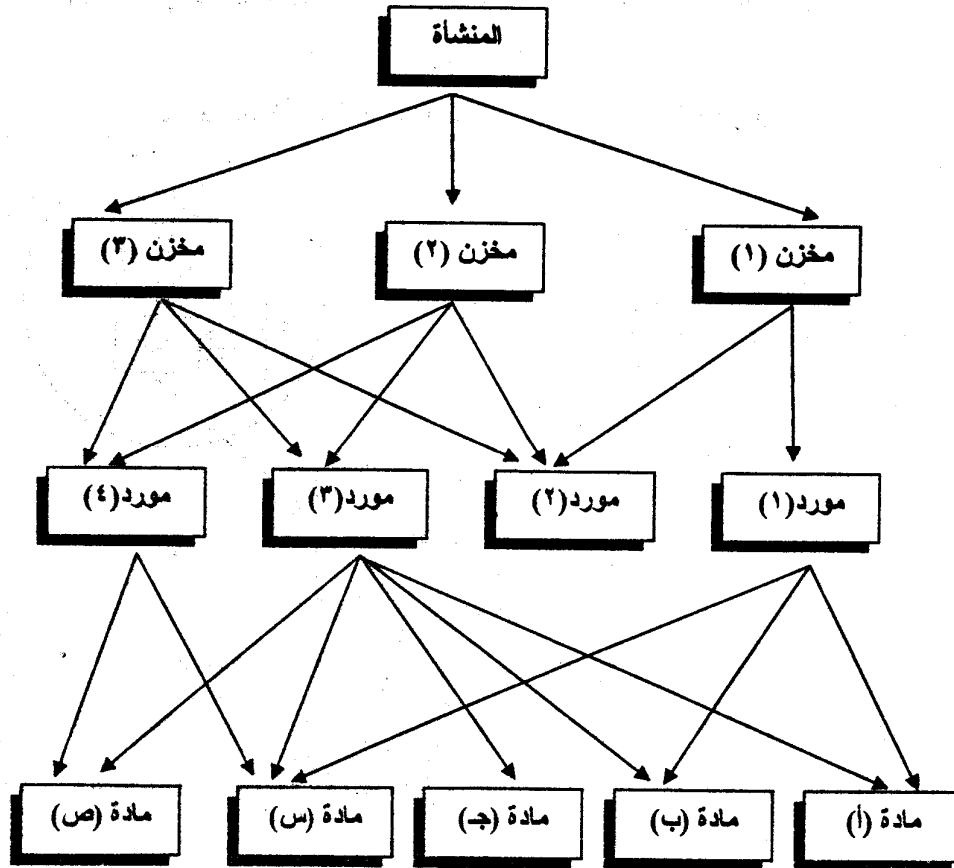 المنشأة
مخزن (١)
مخزن (٢)
مخزن (٣)
مورد(١)
مورد(٢)
مورد(٣)
مورد(٤)
مادة (أ)
مادة (ب)
مادة (جـ)
مادة (س)
مادة (ص)